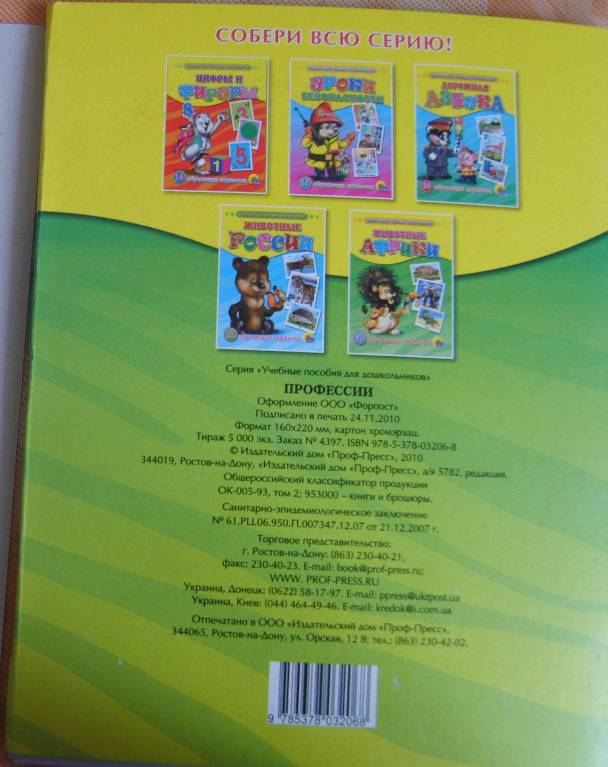 СОБЕРИ ВСЮ СЕРИЮ!
ЦИФРЫ И
ФИГУРЫ
УРОКИ
БЕЗОПАСНОСТИ
ДОРОЖНАЯ
АЗБУКА
16 обучающих карточек
ЖИВОТНЫЕ
РОССИИ
ЖИВОТНЫЕ
АФРИКИ
Серия «Учебные пособия для дошкольников»
ПРОФЕССИИ
Оформление ООО «Форпост»
Подписано в печать 24.11.2010
Формат 160х220 мм, картон хромэрзац.
Тираж 5 000 экз. Заказ № 4397. ISBN 978-5-378-03206-8
© Издательский дом «Проф-Пресс», 2010
344019, Ростов-на-Дону, «Издательский дом «Проф-Пресс», а/я 5782, редакция.
Общероссийский классификатор продукции
ОК-005-93, том 2; 953000 – книги и брошюры.
Санитарно-эпидемиологическое заключение
№ 61.РЦ.06.950.П.007347.12.07 от 21.12.2007 г.
Торговое представительство:
г. Ростов-на-Дону: (863) 230-40-21,
факс: 230-40-23. E-mail: book@prof-press.ru;
WWW. PROF-PRESS.RU
Украина, Донецк: (0622) 58-17-97. E-mail: ppress@ukrpost.ua
Украина, Киев: (044) 464-49-46. E-mail: kredok@i.com.ua
Отпечатано в ООО «Издательский дом «Проф-Пресс»,
344065, Ростов-на-Дону, ул. Орская, 12 В; тел.: (863) 230-42-02.
9 785378 032068